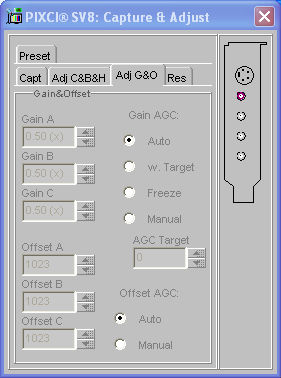 PIXCI® SV8: Capture & Adjust
Preset
Capt
Adj C&B&H
Adj G&O
Res
Gain&Offset
Gain A
0.50 (x)
Gain B
0.50 (x)
Gain C
0.50 (x)
Offset A
1023
Offset B
1023
Offset C
1023
Gain AGC:
Auto
w. Target
Freeze
Manual
AGC Target
0
Offset AGC:
Auto
Manual